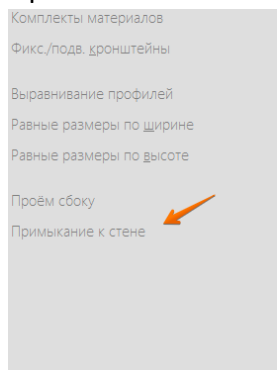 Комплекты материалов
Фикс./подв. кронштейны
Выравнивание профилей
Равные размеры по ширине
Равные размеры по высоте
Проём сбоку
Примыкание к стене